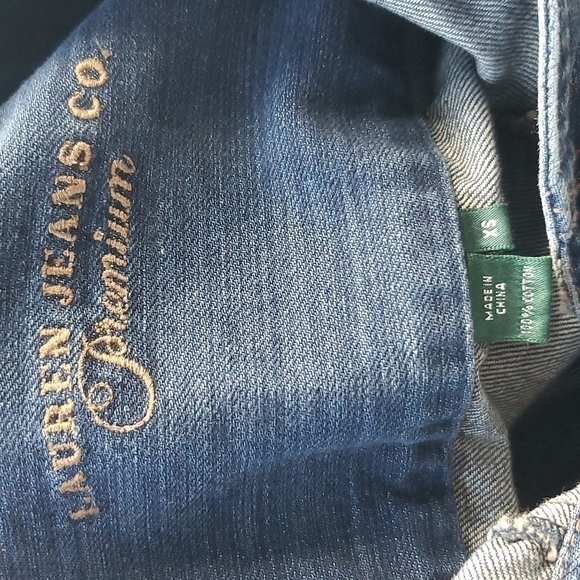 LAUREN JEANS CO.
Premium
XS
MADE IN
CHINA
100% COTTON